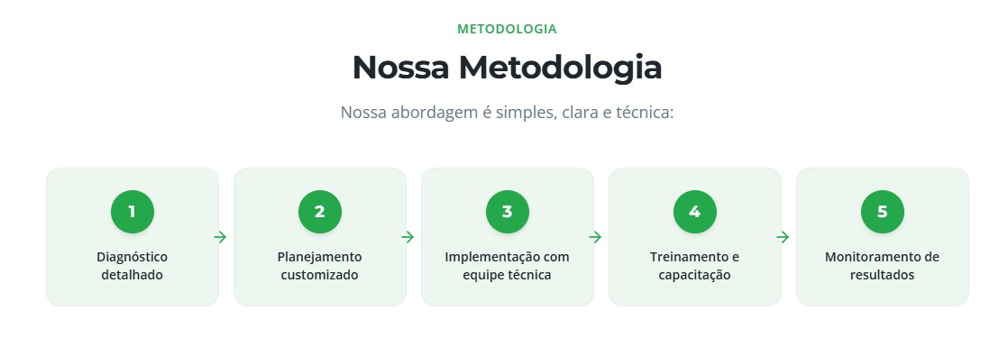 METODOLOGIA
Nossa Metodologia
Nossa abordagem é simples, clara e técnica:
1
Diagnóstico
detalhado
2
Planejamento
customizado
3
Implementação com
equipe técnica
4
Treinamento e
capacitação
5
Monitoramento de
resultados